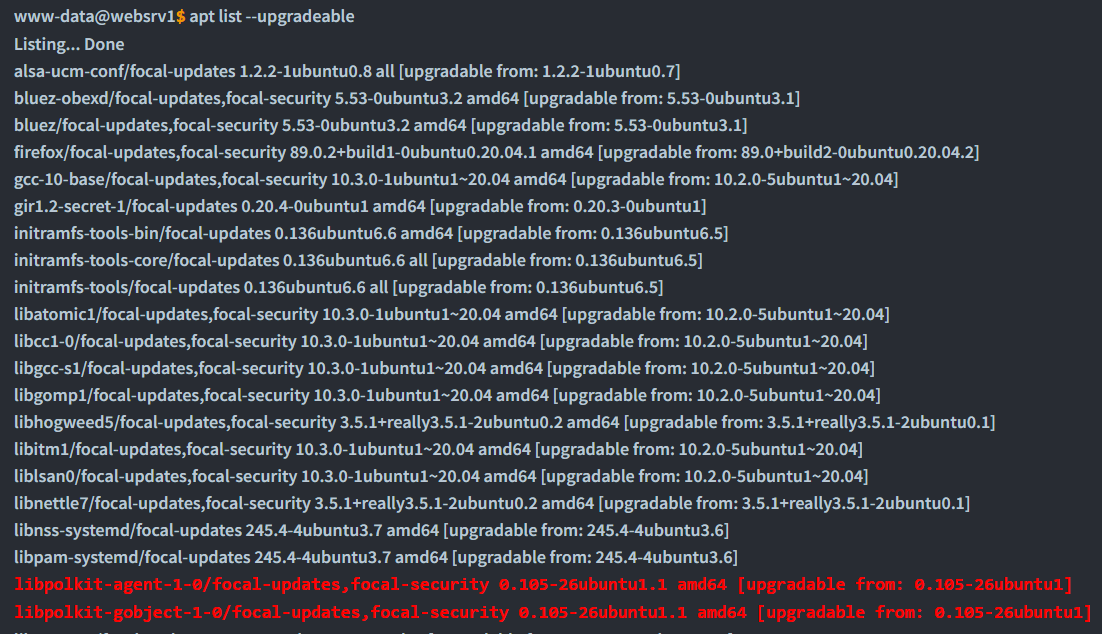 www-data@websrv1$ apt list --upgradeable
Listing... Done
alsa-ucm-conf/focal-updates 1.2.2-1ubuntu0.8 all [upgradable from: 1.2.2-1ubuntu0.7]
bluez-obexd/focal-updates,focal-security 5.53-0ubuntu3.2 amd64 [upgradable from: 5.53-0ubuntu3.1]
bluez/focal-updates,focal-security 5.53-0ubuntu3.2 amd64 [upgradable from: 5.53-0ubuntu3.1]
firefox/focal-updates,focal-security 89.0.2+build1-0ubuntu0.20.04.1 amd64 [upgradable from: 89.0+build2-0ubuntu0.20.04.2]
gcc-10-base/focal-updates,focal-security 10.3.0-1ubuntu1~20.04 amd64 [upgradable from: 10.2.0-5ubuntu1~20.04]
gir1.2-secret-1/focal-updates 0.20.4-0ubuntu1 amd64 [upgradable from: 0.20.3-0ubuntu1]
initramfs-tools-bin/focal-updates 0.136ubuntu6.6 amd64 [upgradable from: 0.136ubuntu6.5]
initramfs-tools-core/focal-updates 0.136ubuntu6.6 all [upgradable from: 0.136ubuntu6.5]
initramfs-tools/focal-updates 0.136ubuntu6.6 all [upgradable from: 0.136ubuntu6.5]
libatomic1/focal-updates,focal-security 10.3.0-1ubuntu1~20.04 amd64 [upgradable from: 10.2.0-5ubuntu1~20.04]
libcc1-0/focal-updates,focal-security 10.3.0-1ubuntu1~20.04 amd64 [upgradable from: 10.2.0-5ubuntu1~20.04]
libgcc-s1/focal-updates,focal-security 10.3.0-1ubuntu1~20.04 amd64 [upgradable from: 10.2.0-5ubuntu1~20.04]
libgomp1/focal-updates,focal-security 10.3.0-1ubuntu1~20.04 amd64 [upgradable from: 10.2.0-5ubuntu1~20.04]
libhogweed5/focal-updates,focal-security 3.5.1+really3.5.1-2ubuntu0.2 amd64 [upgradable from: 3.5.1+really3.5.1-2ubuntu0.1]
libitm1/focal-updates,focal-security 10.3.0-1ubuntu1~20.04 amd64 [upgradable from: 10.2.0-5ubuntu1~20.04]
liblsan0/focal-updates,focal-security 10.3.0-1ubuntu1~20.04 amd64 [upgradable from: 10.2.0-5ubuntu1~20.04]
libnettle7/focal-updates,focal-security 3.5.1+really3.5.1-2ubuntu0.2 amd64 [upgradable from: 3.5.1+really3.5.1-2ubuntu0.1]
libnss-systemd/focal-updates 245.4-4ubuntu3.7 amd64 [upgradable from: 245.4-4ubuntu3.6]
libpam-systemd/focal-updates 245.4-4ubuntu3.7 amd64 [upgradable from: 245.4-4ubuntu3.6]
libpolkit-agent-1-0/focal-updates,focal-security 0.105-26ubuntu1.1 amd64 [upgradable from: 0.105-26ubuntu1]
libpolkit-gobject-1-0/focal-updates,focal-security 0.105-26ubuntu1.1 amd64 [upgradable from: 0.105-26ubuntu1]